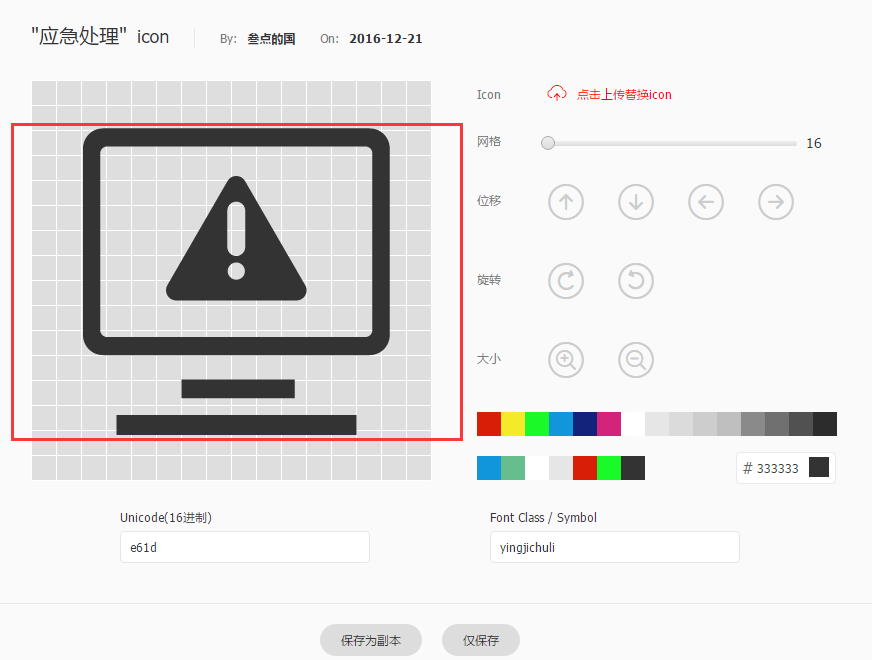 "应急处理" icon By: 叁点的国 On: 2016-12-21
Icon 点击上传替换icon
网格 16
位移
旋转
大小
# 333333
Unicode(16进制) Font Class / Symbol
e61d yingjichuli
保存为副本 仅保存